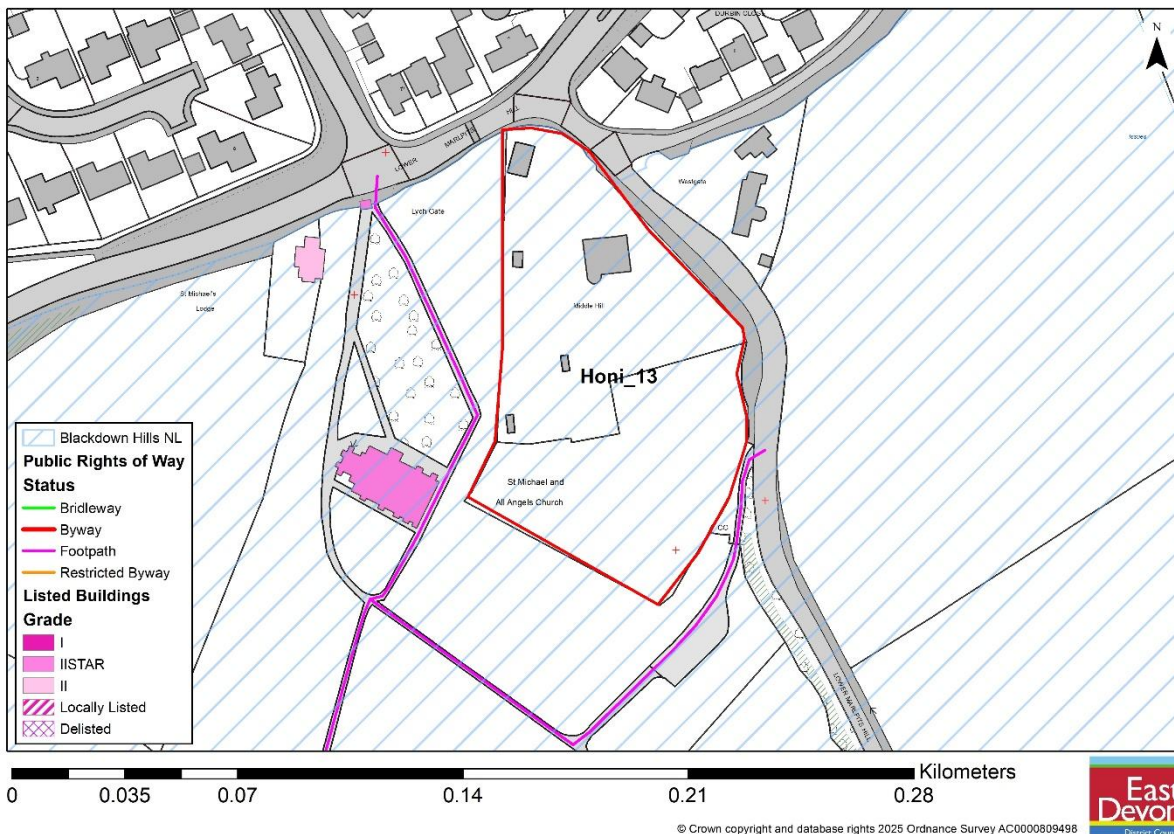 DURBIN CLOSE
N
LOWER MARLPITS HILL
Westgate
Lych Gate
St Michael's
Lodge
Middle Hill
Honi_13
St Michael and
All Angels Church
CG
LOWER MARLPITS HILL
Blackdown Hills NL
Public Rights of Way
Status
Bridleway
Byway
Footpath
Restricted Byway
Listed Buildings
Grade
I
IISTAR
II
Locally Listed
Delisted
Kilometers
0 0.035 0.07 0.14 0.21 0.28
East
Devon
District Council
© Crown copyright and database rights 2025 Ordnance Survey AC0000809498